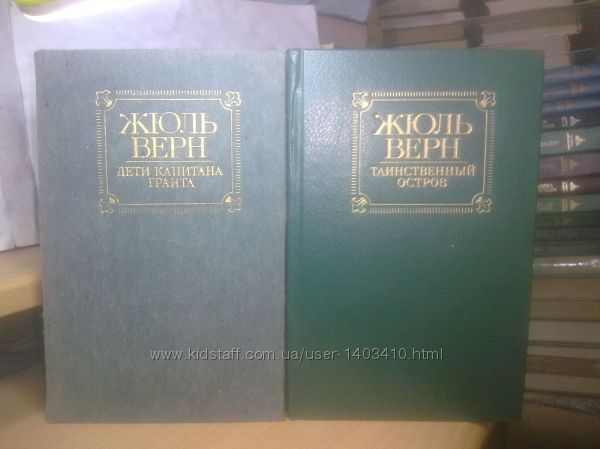 ЖЮЛЬ
ВЕРН
ДЕТИ КАПИТАНА
ГРАНТА
ЖЮЛЬ
ВЕРН
ТАИНСТВЕННЫЙ
ОСТРОВ
www.kidstaff.com.ua/user-1403410.html